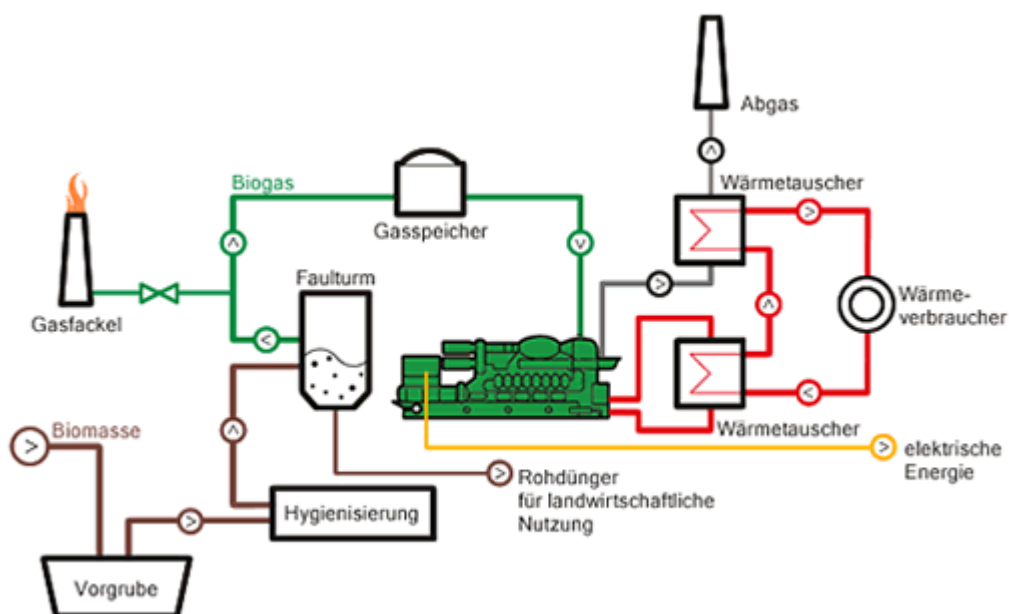 Abgas
Biogas
Wärmetauscher
Gasspeicher
Faulturm
Gasfackel
Wärme-
verbraucher
Biomasse
Wärmetauscher
elektrische
Energie
Rohdünger
für landwirtschaftliche
Nutzung
Hygienisierung
Vorgrube